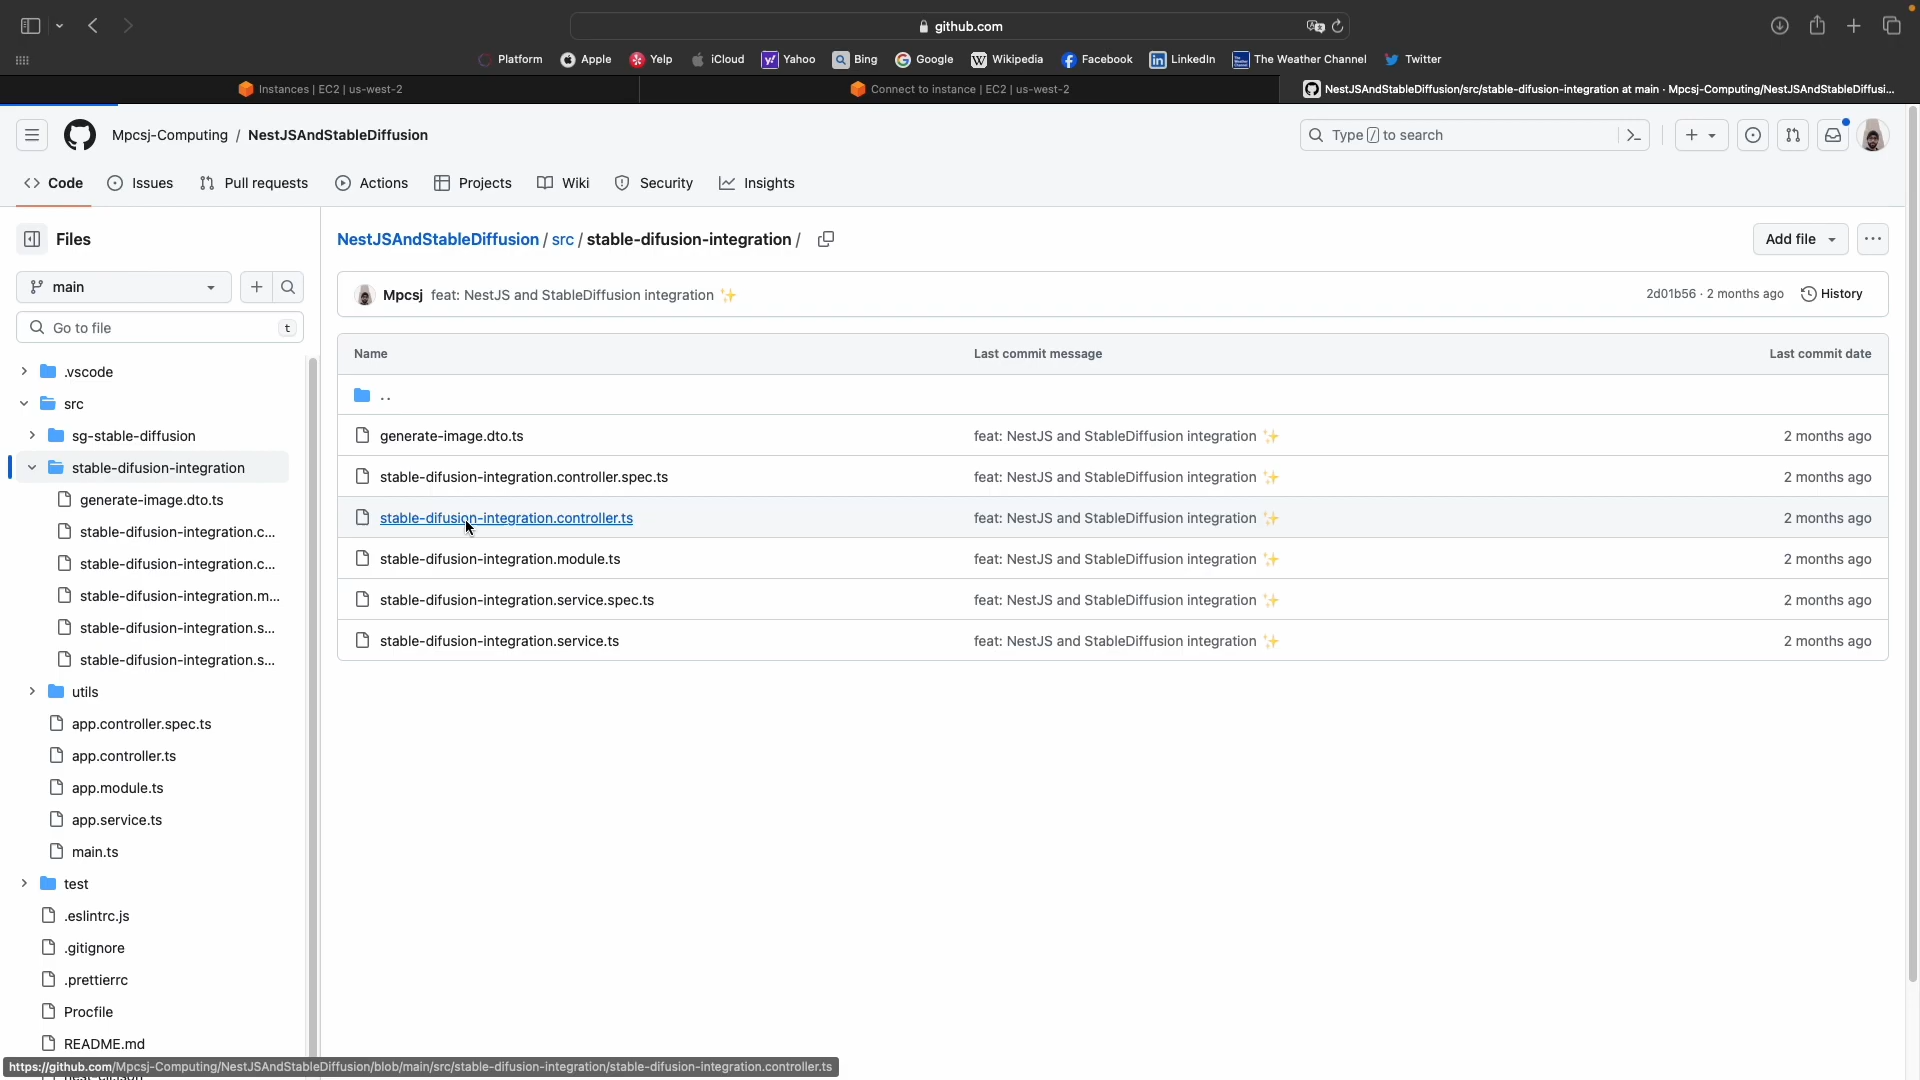 github.com
Platform Apple Yelp iCloud Yahoo Bing Google Wikipedia Facebook LinkedIn The Weather Channel Twitter
Instances | EC2 | us-west-2
Connect to instance | EC2 | us-west-2
NestJSAndStableDiffusion/src/stable-difusion-integration at main · Mpcsj-Computing/NestJSAndStableDiffusi...
Mpcsj-Computing / NestJSAndStableDiffusion
Type / to search
Code Issues Pull requests Actions Projects Wiki Security Insights
Files
main
Go to file t
.vscode
src
sg-stable-diffusion
stable-difusion-integration
generate-image.dto.ts
stable-difusion-integration.c...
stable-difusion-integration.c...
stable-difusion-integration.m...
stable-difusion-integration.s...
stable-difusion-integration.s...
utils
app.controller.spec.ts
app.controller.ts
app.module.ts
app.service.ts
main.ts
test
.eslintrc.js
.gitignore
.prettierrc
Procfile
README.md
NestJSAndStableDiffusion / src / stable-difusion-integration /
Add file
Mpcsj feat: NestJS and StableDiffusion integration ✨
2d01b56 · 2 months ago History
Name Last commit message Last commit date
..
generate-image.dto.ts feat: NestJS and StableDiffusion integration ✨ 2 months ago
stable-difusion-integration.controller.spec.ts feat: NestJS and StableDiffusion integration ✨ 2 months ago
stable-difusion-integration.controller.ts feat: NestJS and StableDiffusion integration ✨ 2 months ago
stable-difusion-integration.module.ts feat: NestJS and StableDiffusion integration ✨ 2 months ago
stable-difusion-integration.service.spec.ts feat: NestJS and StableDiffusion integration ✨ 2 months ago
stable-difusion-integration.service.ts feat: NestJS and StableDiffusion integration ✨ 2 months ago
https://github.com/Mpcsj-Computing/NestJSAndStableDiffusion/blob/main/src/stable-difusion-integration/stable-difusion-integration.controller.ts